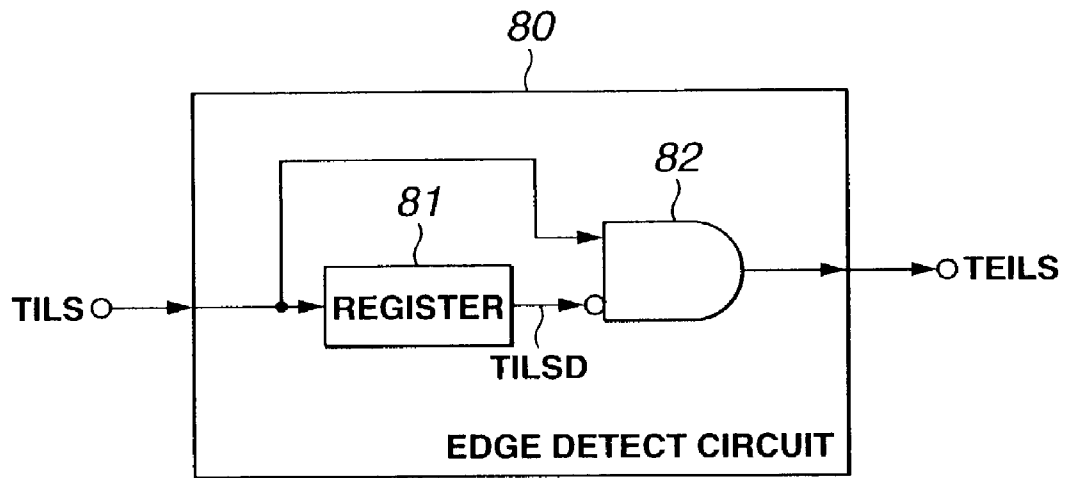 80
82
81
TILS
REGISTER
TEILS
TILSD
EDGE DETECT CIRCUIT